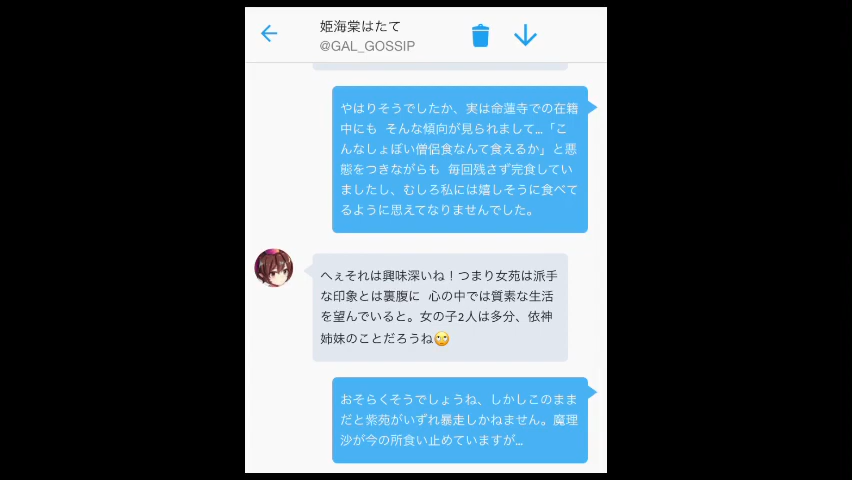 姫海棠はたて
@GAL_GOSSIP
やはりそうでしたか、実は命蓮寺での在籍
中にも そんな傾向が見られまして…「こ
んなしょぼい僧侶食なんて食えるか」と悪
態をつきながらも 毎回残さず完食してい
ましたし、むしろ私には嬉しそうに食べて
るように思えてなりませんでした。
へぇそれは興味深いね！つまり女苑は派手
な印象とは裏腹に 心の中では質素な生活
を望んでいると。女の子2人は多分、依神
姉妹のことだろうね🙄
おそらくそうでしょうね、しかしこのまま
だと紫苑がいずれ暴走しかねません。魔理
沙が今の所食い止めていますが…